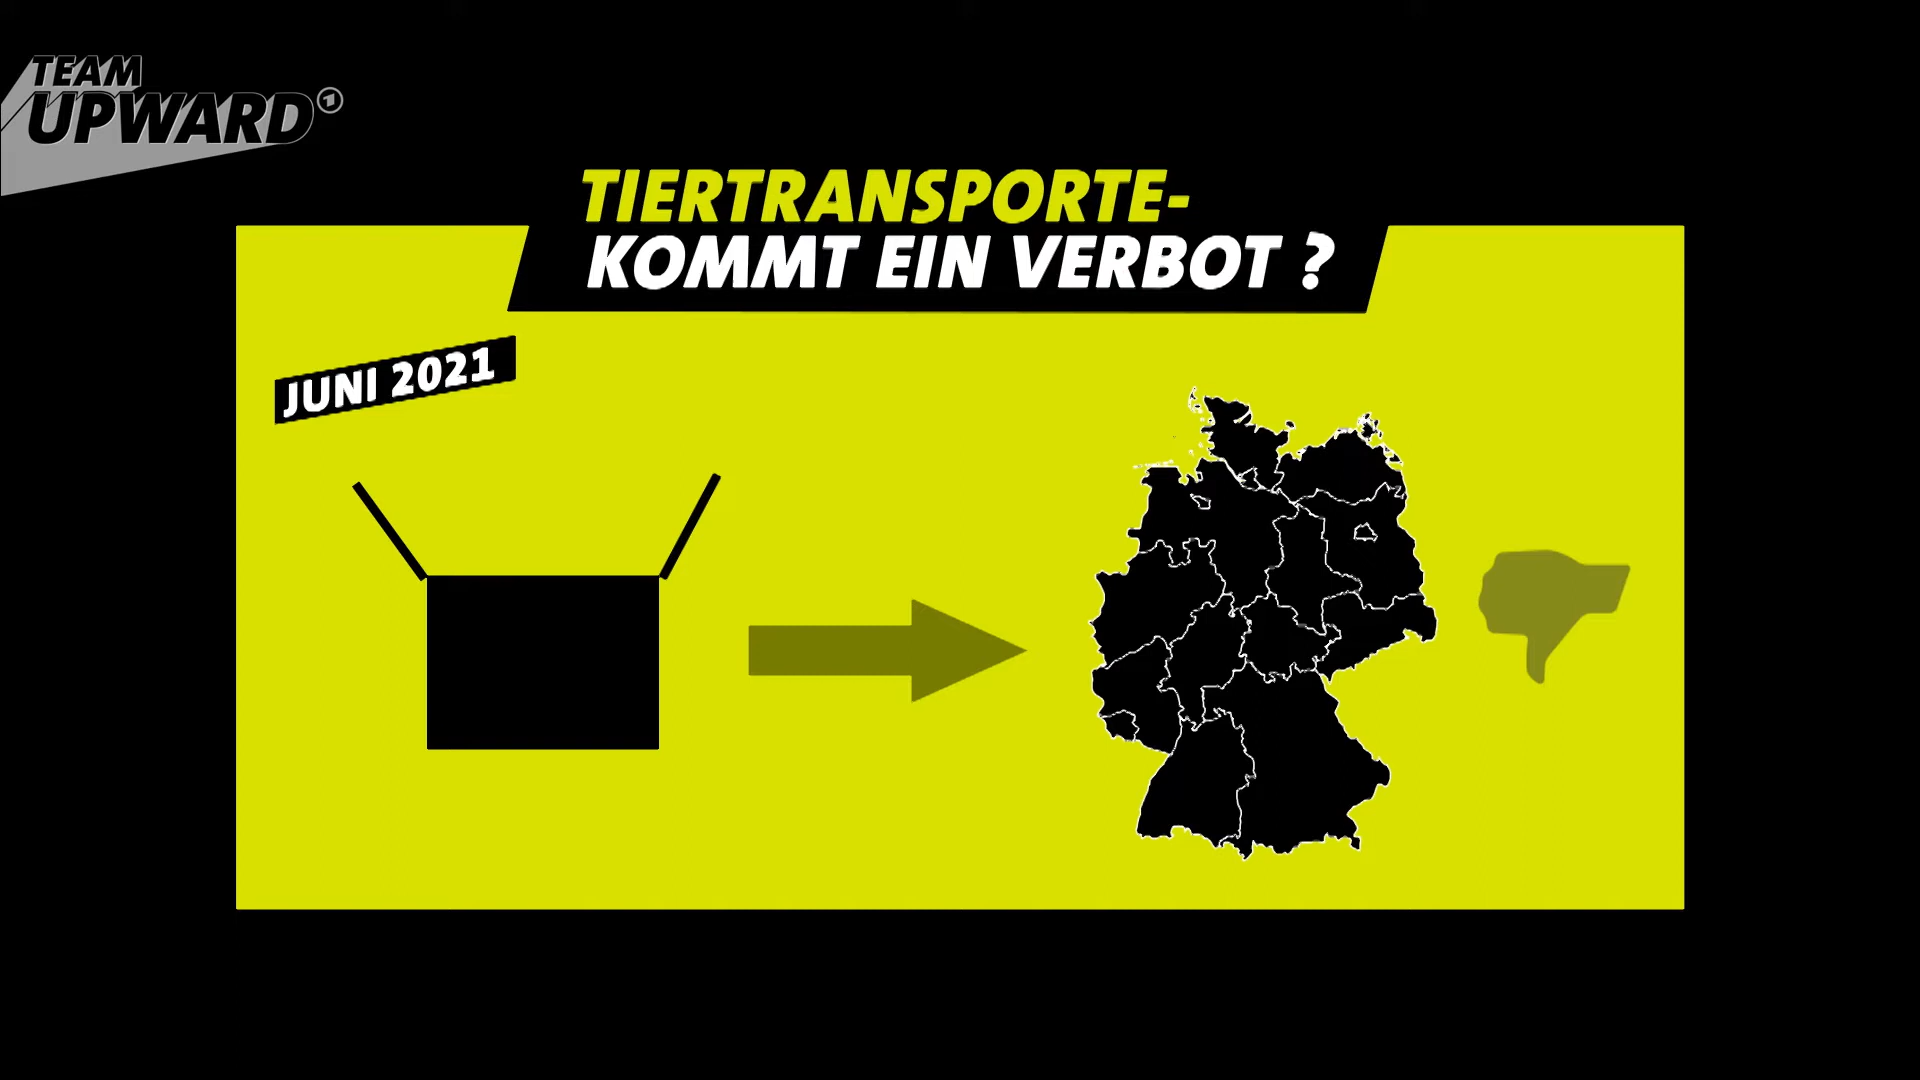 TEAM
UPWARD
TIERTRANSPORTE-
KOMMT EIN VERBOT ?
JUNI 2021